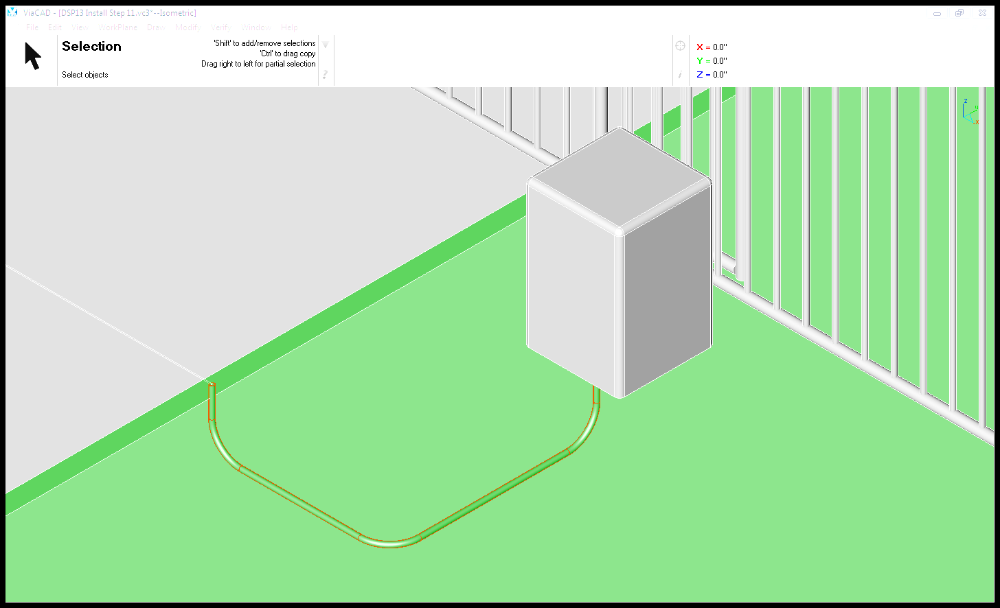 ViaCAD - [DSP13 Install Step 11.vc3*--Isometric]
File Edit View WorkPlane Draw Modify Verify Window Help
Selection
'Shift' to add/remove selections
'Ctrl' to drag copy
Drag right to left for partial selection
Select objects
?
i
X = 0.0"
Y = 0.0"
Z = 0.0"
z
y
x